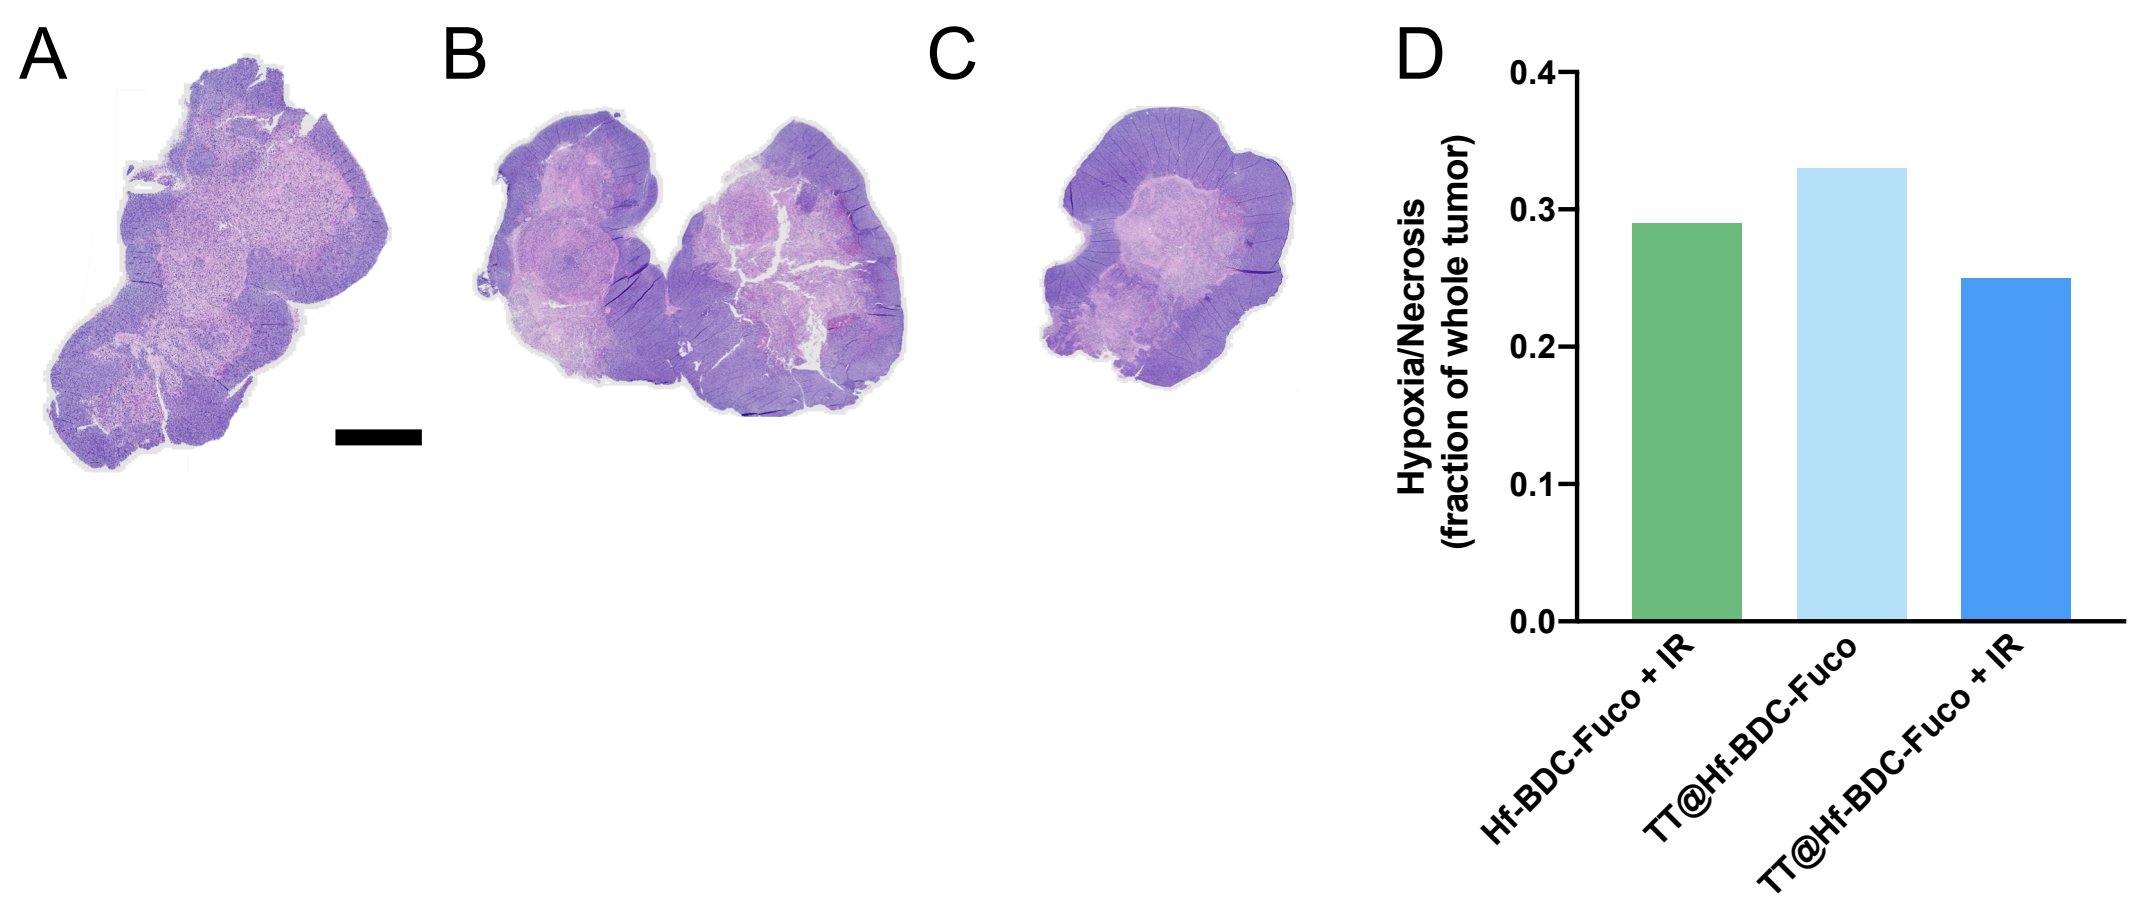 A
B
C
D
Hypoxia/Necrosis
(fraction of whole tumor)
0.4
0.3
0.2
0.1
0.0
Hf-BDC-Fuco + IR
TT@Hf-BDC-Fuco
TT@Hf-BDC-Fuco + IR